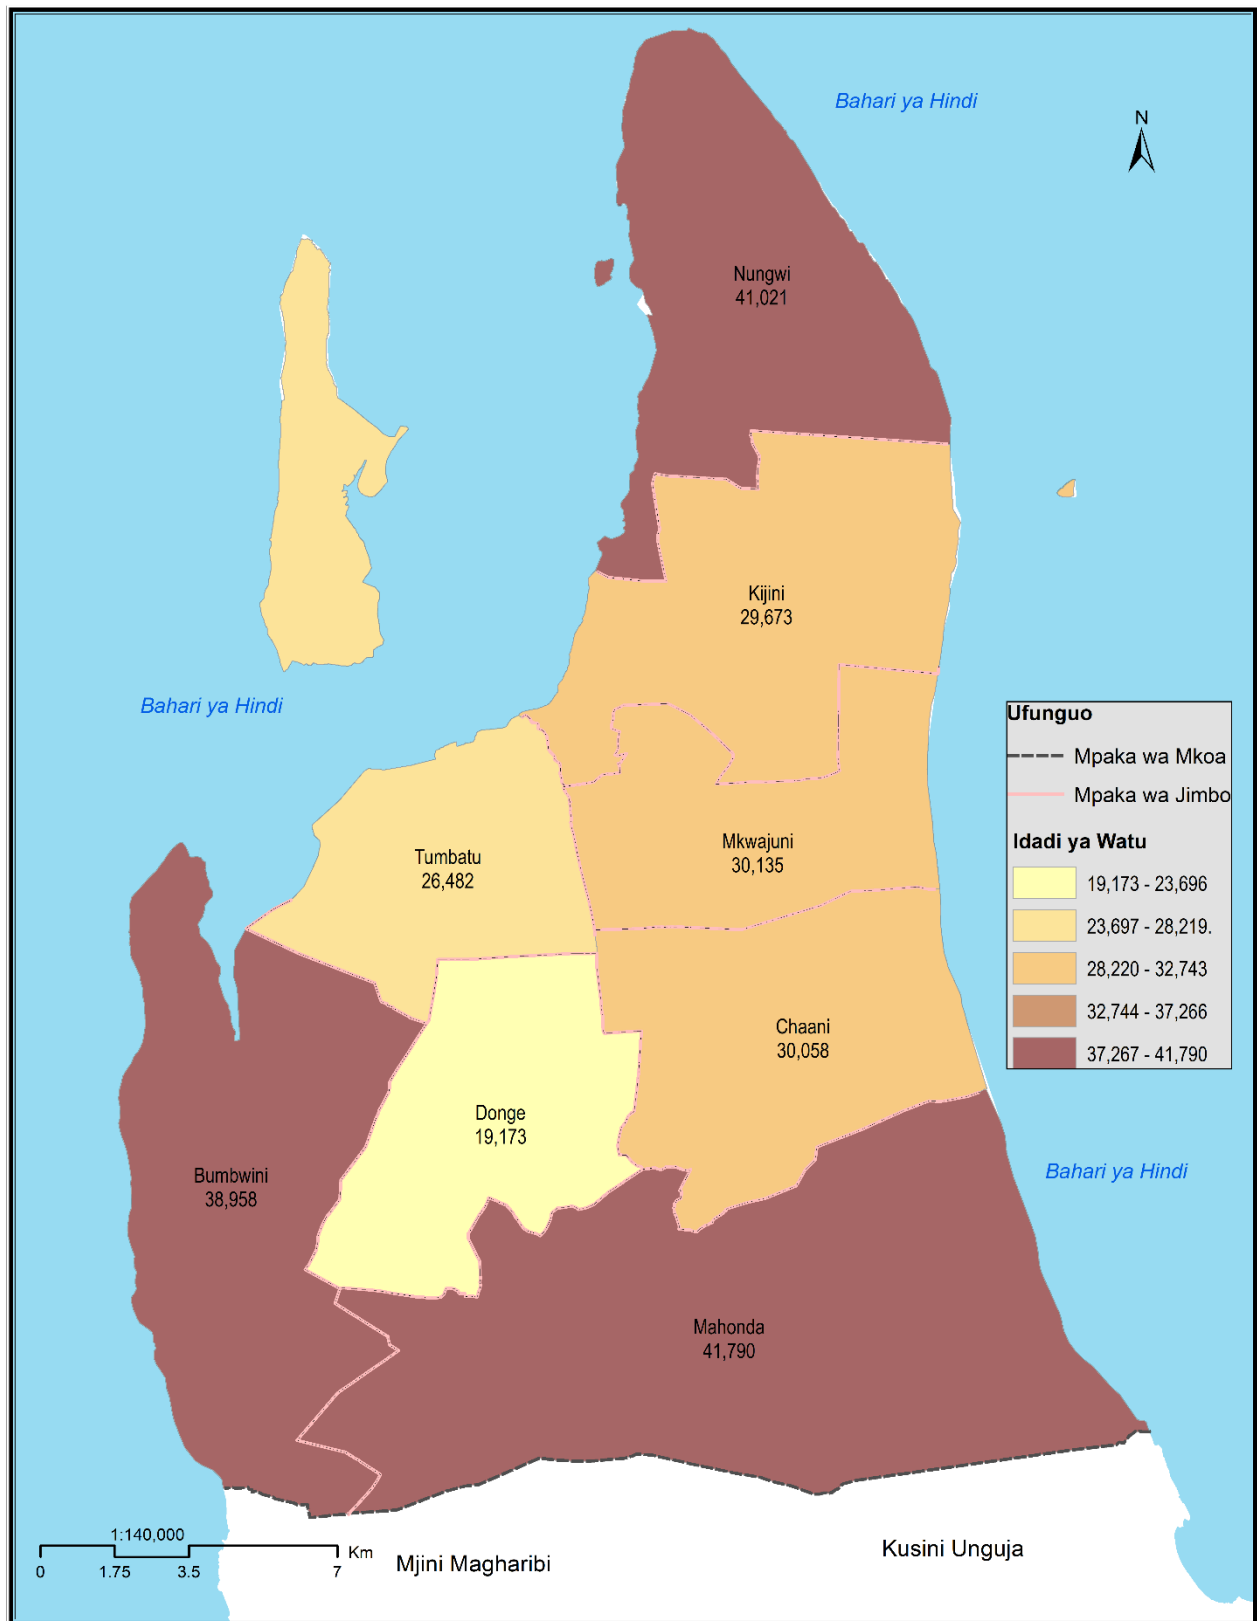 Bahari ya Hindi
N
Nungwi
41,021
Kijini
29,673
Bahari ya Hindi
Ufunguo
Mpaka wa Mkoa
Mpaka wa Jimbo
Idadi ya Watu
19,173 - 23,696
23,697 - 28,219.
28,220 - 32,743
32,744 - 37,266
37,267 - 41,790
Mkwajuni
30,135
Tumbatu
26,482
Chaani
30,058
Donge
19,173
Bumbwini
38,958
Bahari ya Hindi
Mahonda
41,790
1:140,000
Km
0 1.75 3.5 7
Mjini Magharibi
Kusini Unguja